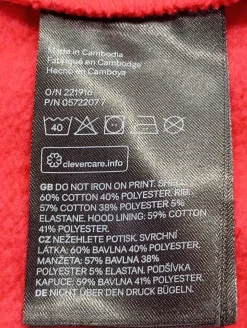 Made in Cambodia
Fabriqué en Cambodge
Hecho en Camboya
O/N 221916
P/N 05722077
40
clevercare.info
GB DO NOT IRON ON PRINT. SHELL:
60% COTTON 40% POLYESTER. RIB:
57% COTTON 38% POLYESTER 5%
ELASTANE. HOOD LINING: 59% COTTON
41% POLYESTER.
CZ NEŽEHLETE POTISK. SVRCHNÍ
LÁTKA: 60% BAVLNA 40% POLYESTER.
MANŽETA: 57% BAVLNA 38%
POLYESTER 5% ELASTAN. PODŠÍVKA
KAPUCE: 59% BAVLNA 41% POLYESTER.
DE NICHT ÜBER DEN DRUCK BÜGELN.